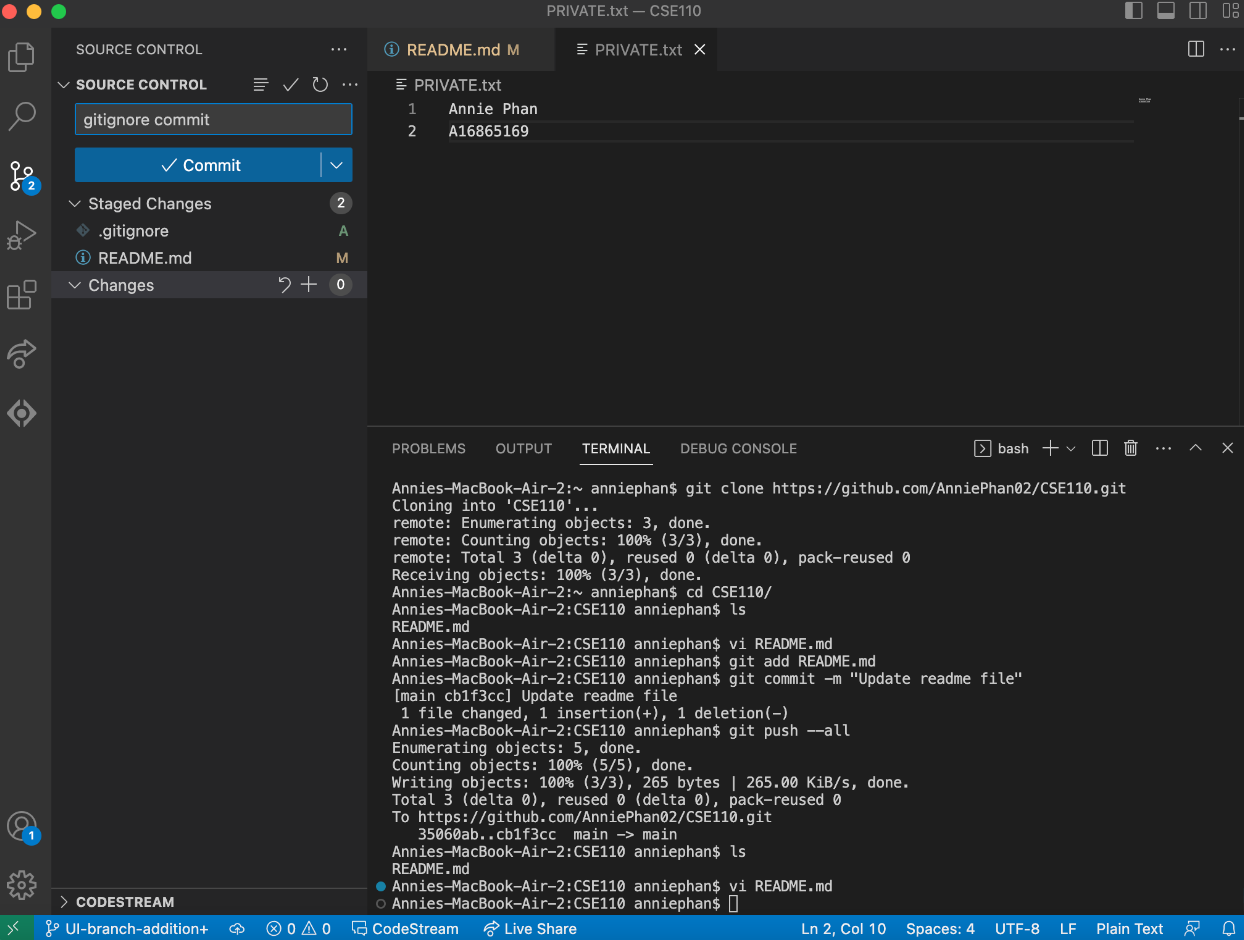 PRIVATE.txt — CSE110
SOURCE CONTROL
README.md M
PRIVATE.txt
SOURCE CONTROL
PRIVATE.txt
gitignore commit
1 Annie Phan
2 A16865169
Commit
2
Staged Changes 2
.gitignore A
README.md M
Changes 0
PROBLEMS OUTPUT TERMINAL DEBUG CONSOLE bash
Annies-MacBook-Air-2:~ anniephan$ git clone https://github.com/AnniePhan02/CSE110.git
Cloning into 'CSE110'...
remote: Enumerating objects: 3, done.
remote: Counting objects: 100% (3/3), done.
remote: Total 3 (delta 0), reused 0 (delta 0), pack-reused 0
Receiving objects: 100% (3/3), done.
Annies-MacBook-Air-2:~ anniephan$ cd CSE110/
Annies-MacBook-Air-2:CSE110 anniephan$ ls
README.md
Annies-MacBook-Air-2:CSE110 anniephan$ vi README.md
Annies-MacBook-Air-2:CSE110 anniephan$ git add README.md
Annies-MacBook-Air-2:CSE110 anniephan$ git commit -m "Update readme file"
[main cb1f3cc] Update readme file
1 file changed, 1 insertion(+), 1 deletion(-)
Annies-MacBook-Air-2:CSE110 anniephan$ git push --all
Enumerating objects: 5, done.
Counting objects: 100% (5/5), done.
Writing objects: 100% (3/3), 265 bytes | 265.00 KiB/s, done.
Total 3 (delta 0), reused 0 (delta 0), pack-reused 0
To https://github.com/AnniePhan02/CSE110.git
35060ab..cb1f3cc main -> main
Annies-MacBook-Air-2:CSE110 anniephan$ ls
README.md
Annies-MacBook-Air-2:CSE110 anniephan$ vi README.md
Annies-MacBook-Air-2:CSE110 anniephan$
1
CODESTREAM
UI-branch-addition+ 0 0 CodeStream Live Share Ln 2, Col 10 Spaces: 4 UTF-8 LF Plain Text